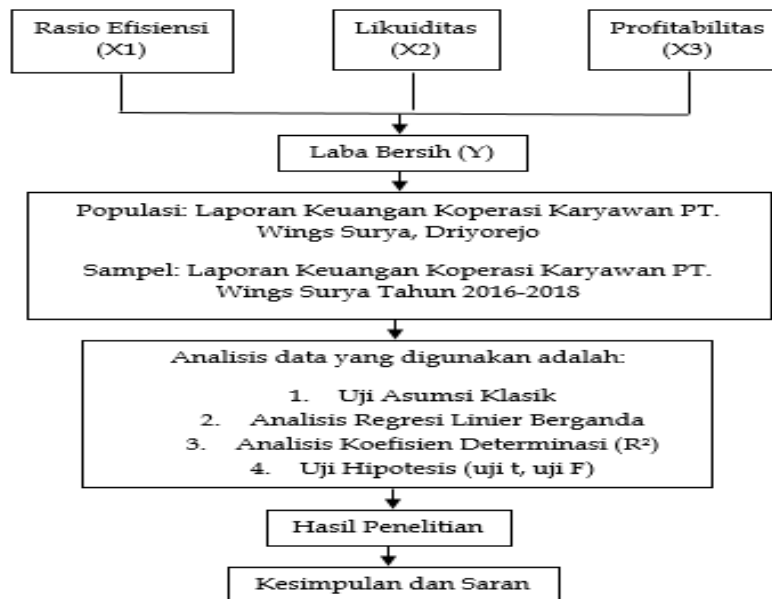 Rasio Efisiensi
(X1)
Likuiditas
(X2)
Profitabilitas
(X3)
Laba Bersih (Y)
Populasi: Laporan Keuangan Koperasi Karyawan PT.
Wings Surya, Driyorejo
Sampel: Laporan Keuangan Koperasi Karyawan PT.
Wings Surya Tahun 2016-2018
Analisis data yang digunakan adalah:
1. Uji Asumsi Klasik
2. Analisis Regresi Linier Berganda
3. Analisis Koefisien Determinasi (R²)
4. Uji Hipotesis (uji t, uji F)
Hasil Penelitian
Kesimpulan dan Saran